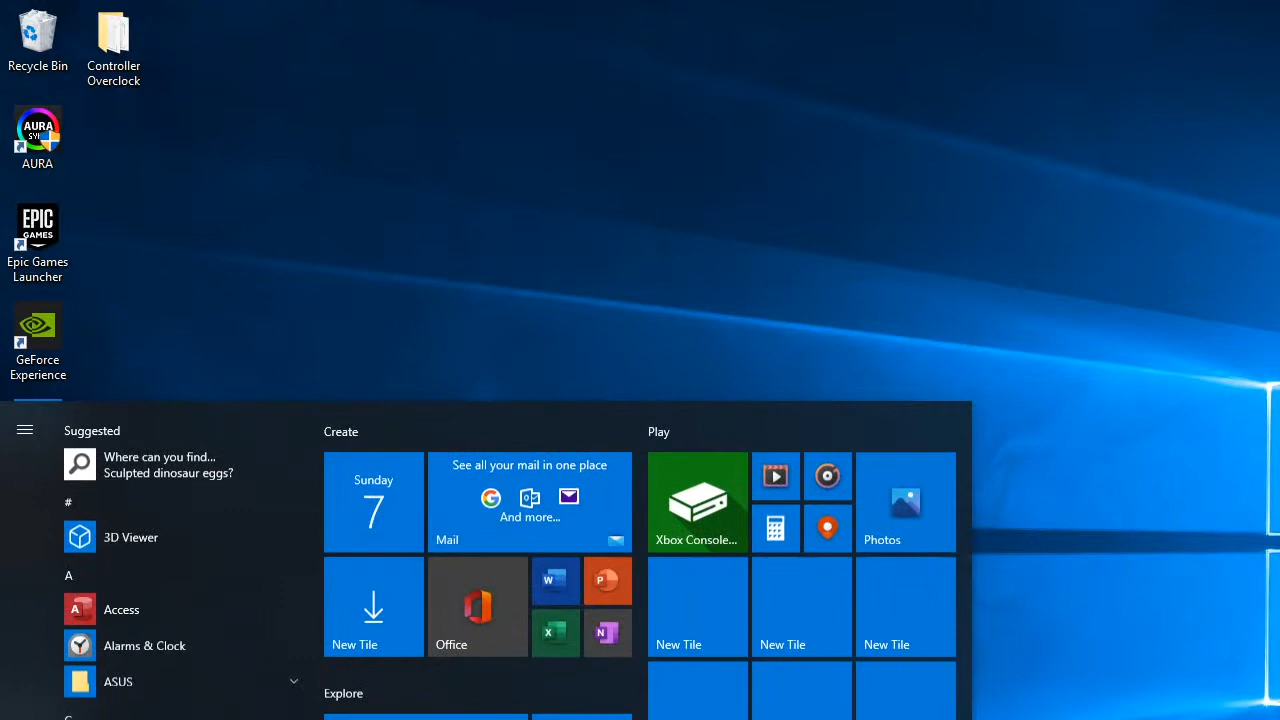 Recycle Bin
Controller
Overclock
AURA
SYNC
AURA
EPIC
GAMES
Epic Games
Launcher
GeForce
Experience
Suggested
Where can you find...
Sculpted dinosaur eggs?
#
3D Viewer
A
Access
Alarms & Clock
ASUS
Create
Sunday
7
See all your mail in one place
And more...
Mail
New Tile
Office
Explore
Play
Xbox Console...
Photos
New Tile
New Tile
New Tile